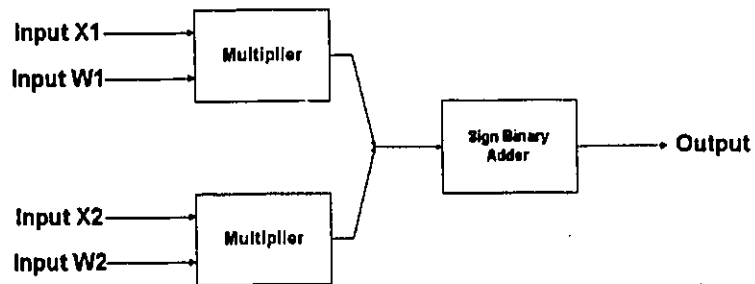 Input X1
Input W1
Multiplier
Input X2
Input W2
Multiplier
Sign Binary
Adder
Output